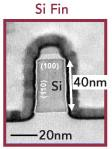 Si Fin
(100)
(110)
Si
40nm
20nm